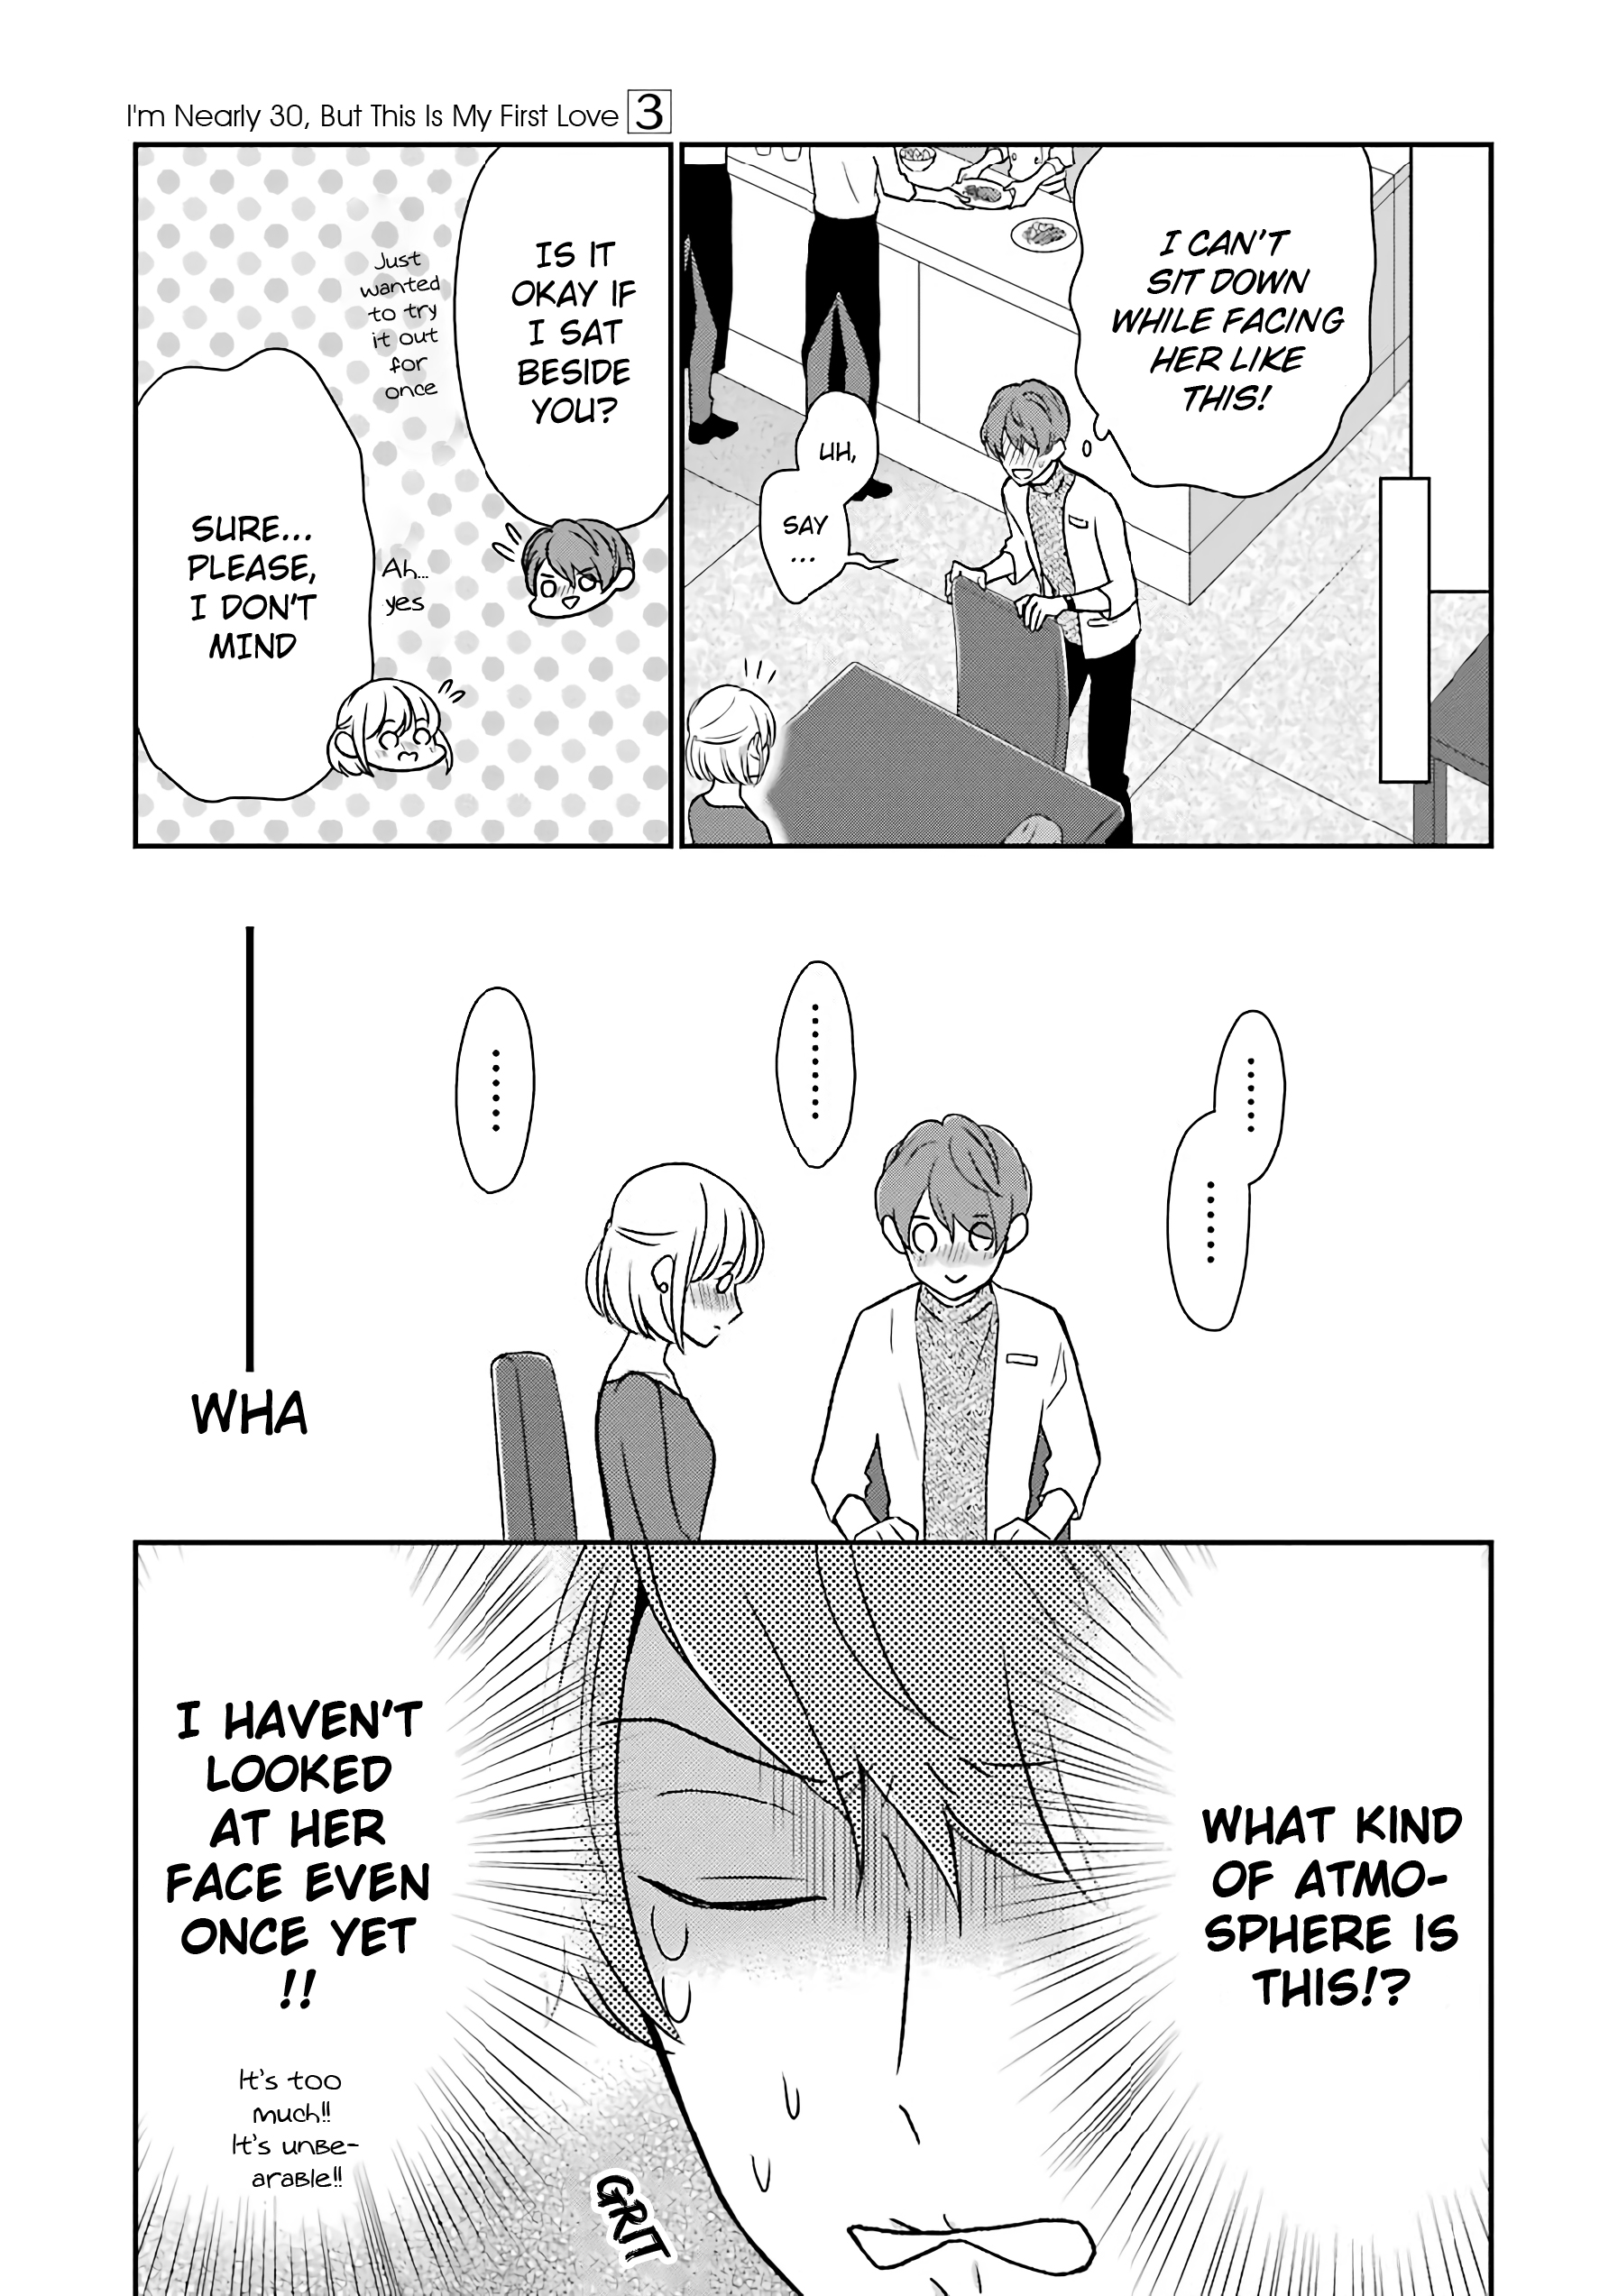 I'm Nearly 30, But This Is My First Love 3
I CAN'T
SIT DOWN
WHILE FACING
HER LIKE
THIS!
UH,
SAY
...
IS IT
OKAY IF
I SAT
BESIDE
YOU?
Just
wanted
to try
it out
for
once
SURE...
PLEASE,
I DON'T
MIND
Ah...
yes
.......
.......
.........
.......
WHA
WHAT KIND
OF ATMO-
SPHERE IS
THIS!?
I HAVEN'T
LOOKED
AT HER
FACE EVEN
ONCE YET
!!
It's too
much!!
It's unbe-
arable!!
GRIT